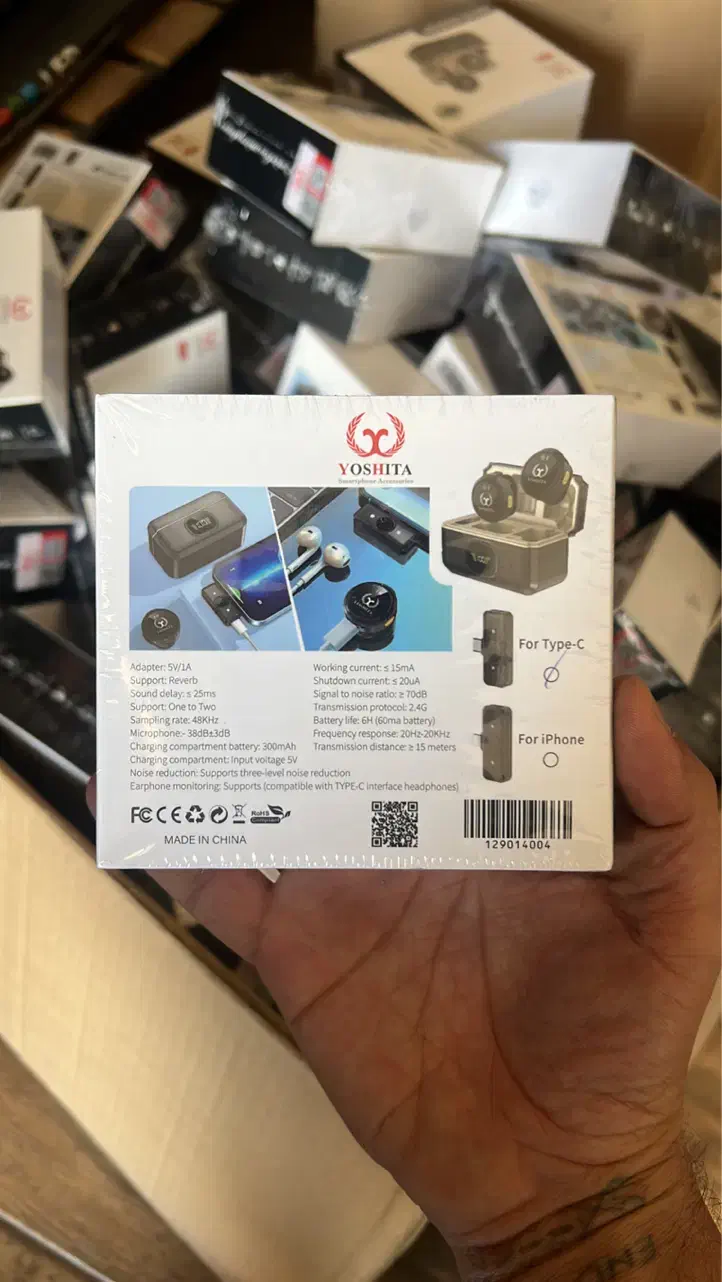 YOSHITA
Smartphone Accessories
For Type-C
For iPhone
Adapter: 5V/1A
Support: Reverb
Sound delay: ≤ 25ms
Support: One to Two
Sampling rate: 48KHz
Microphone:- 38dB±3dB
Charging compartment battery: 300mAh
Charging compartment: Input voltage 5V
Noise reduction: Supports three-level noise reduction
Earphone monitoring: Supports (compatible with TYPE-C interface headphones)
Working current: ≤ 15mA
Shutdown current: ≤ 20uA
Signal to noise ratio: ≥ 70dB
Transmission protocol: 2.4G
Battery life: 6H (60ma battery)
Frequency response: 20Hz-20KHz
Transmission distance: ≥ 15 meters
FC CE RoHS
Compliant
MADE IN CHINA
129014004